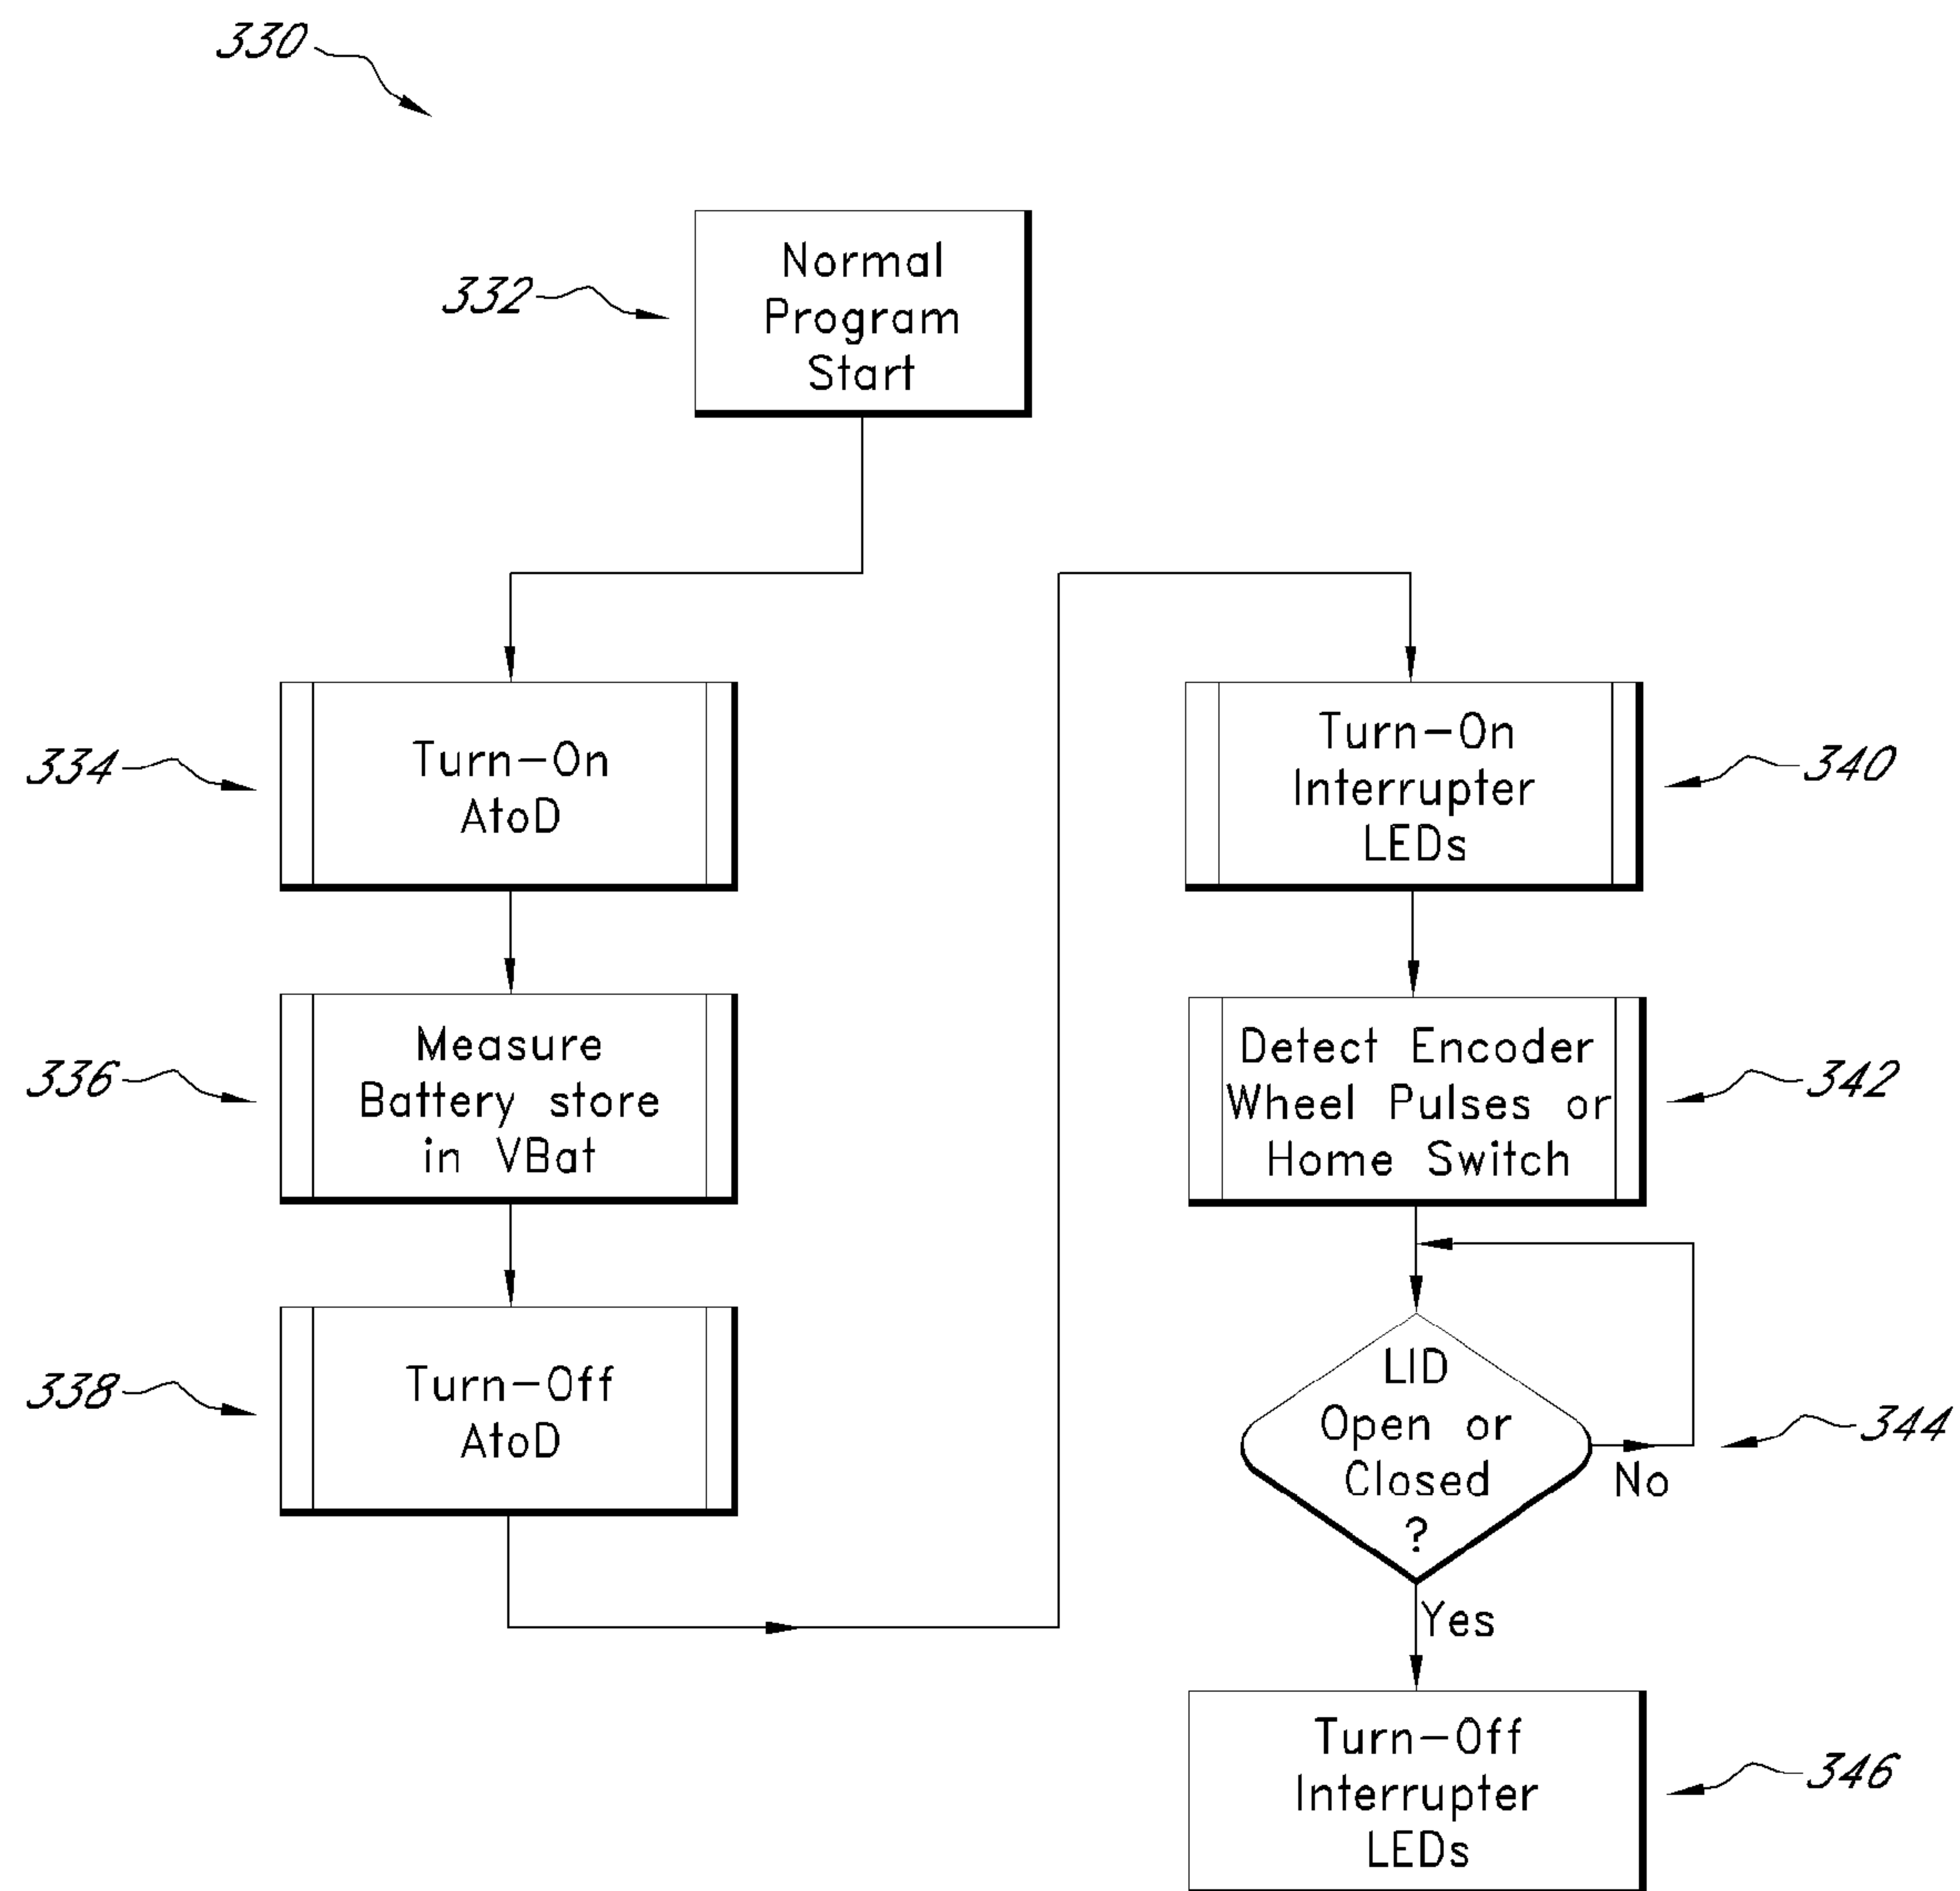 330
332
Normal
Program
Start
334
Turn-On
AtoD
336
Measure
Battery store
in VBat
338
Turn-Off
AtoD
Turn-On
Interrupter
LEDs
340
Detect Encoder
Wheel Pulses or
Home Switch
342
LID
Open or
Closed
?
No
344
Yes
Turn-Off
Interrupter
LEDs
346